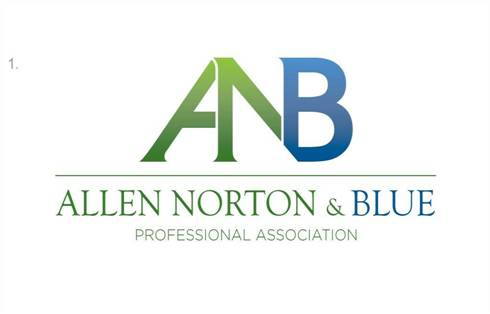 1.
ANB
ALLEN NORTON & BLUE
PROFESSIONAL ASSOCIATION